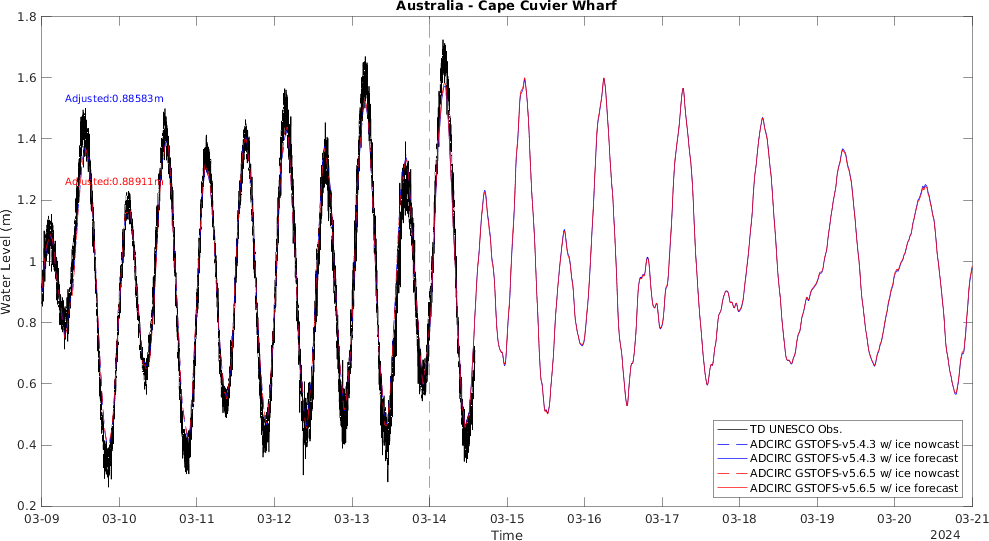 Australia - Cape Cuvier Wharf
1.8
1.6
1.4
1.2
1
0.8
0.6
0.4
0.2
Water Level (m)
Adjusted:0.88583m
Adjusted:0.88911m
TD UNESCO Obs.
ADCIRC GSTOFS-v5.4.3 w/ ice nowcast
ADCIRC GSTOFS-v5.4.3 w/ ice forecast
ADCIRC GSTOFS-v5.6.5 w/ ice nowcast
ADCIRC GSTOFS-v5.6.5 w/ ice forecast
03-09 03-10 03-11 03-12 03-13 03-14 03-15 03-16 03-17 03-18 03-19 03-20 03-21
Time
2024